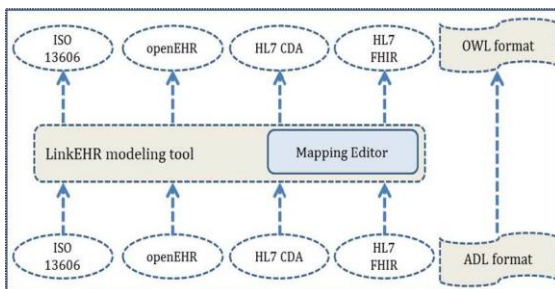 ISO
13606
openEHR
HL7 CDA
HL7
FHIR
OWL format
LinkEHR modeling tool
Mapping Editor
ISO
13606
openEHR
HL7 CDA
HL7
FHIR
ADL format